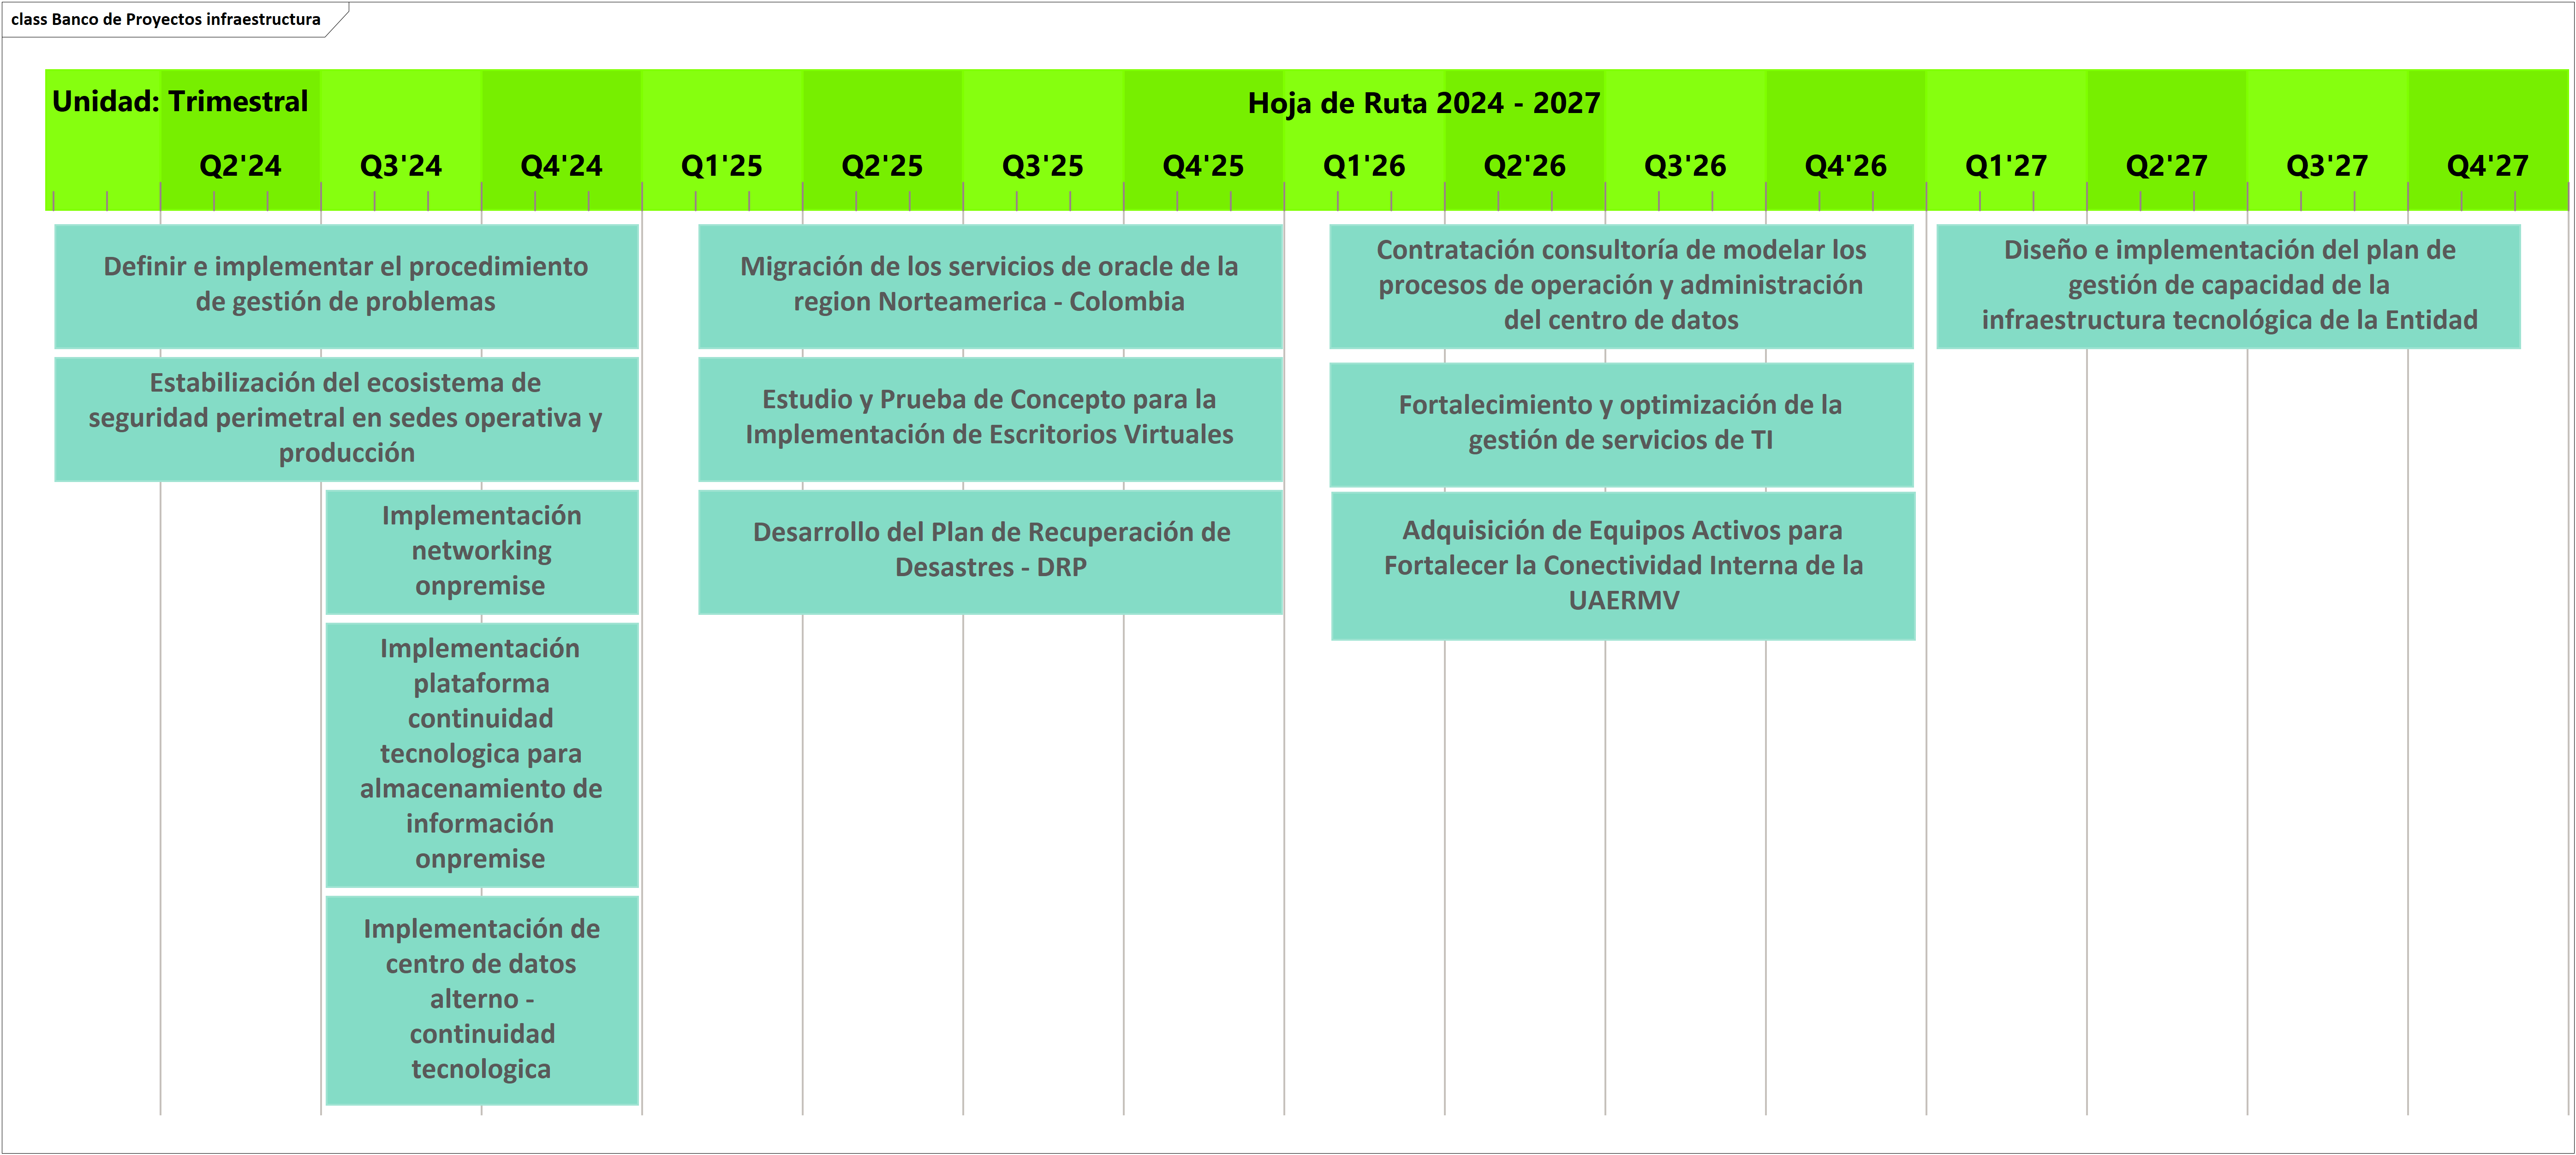 class Banco de Proyectos infraestructura
Unidad: Trimestral
Hoja de Ruta 2024 - 2027
Q2'24 Q3'24 Q4'24 Q1'25 Q2'25 Q3'25 Q4'25 Q1'26 Q2'26 Q3'26 Q4'26 Q1'27 Q2'27 Q3'27 Q4'27
Definir e implementar el procedimiento
de gestión de problemas
Estabilización del ecosistema de
seguridad perimetral en sedes operativa y
producción
Implementación
networking
onpremise
Implementación
plataforma
continuidad
tecnologica para
almacenamiento de
información
onpremise
Implementación de
centro de datos
alterno -
continuidad
tecnologica
Migración de los servicios de oracle de la
region Norteamerica - Colombia
Estudio y Prueba de Concepto para la
Implementación de Escritorios Virtuales
Desarrollo del Plan de Recuperación de
Desastres - DRP
Contratación consultoría de modelar los
procesos de operación y administración
del centro de datos
Fortalecimiento y optimización de la
gestión de servicios de TI
Adquisición de Equipos Activos para
Fortalecer la Conectividad Interna de la
UAERMV
Diseño e implementación del plan de
gestión de capacidad de la
infraestructura tecnológica de la Entidad